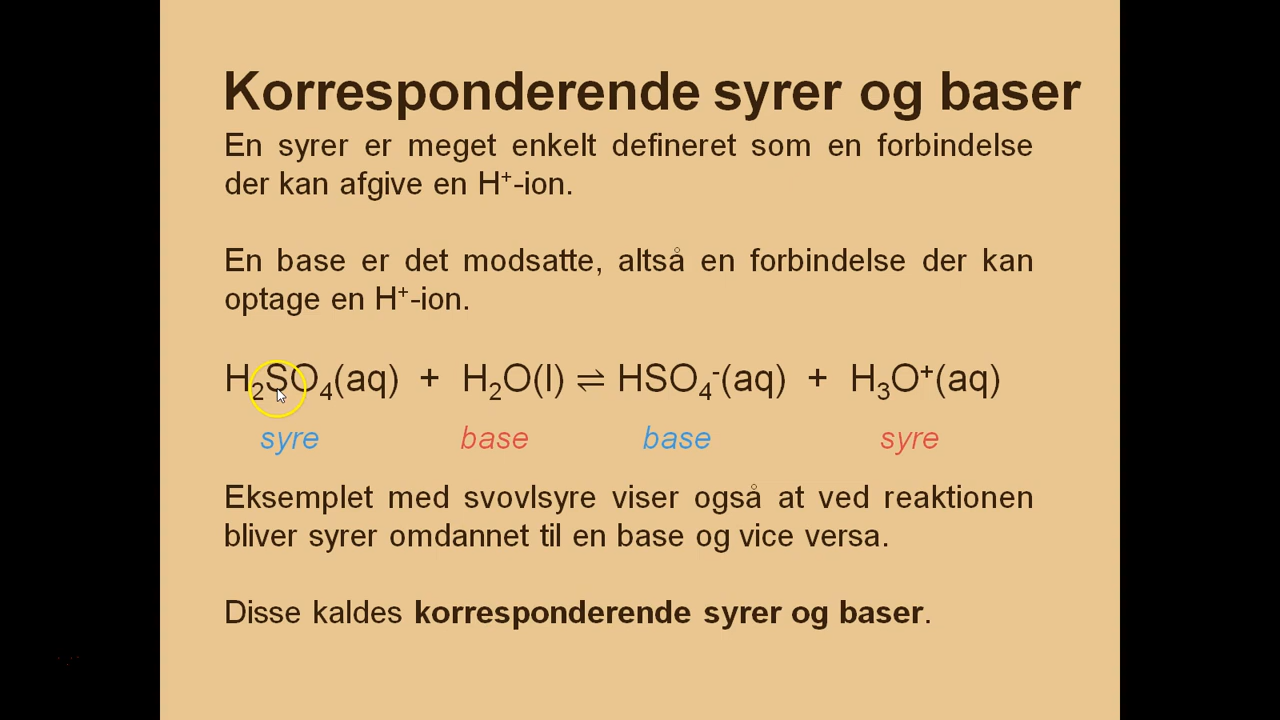 Korresponderende syrer og baser
En syrer er meget enkelt defineret som en forbindelse
der kan afgive en H⁺-ion.
En base er det modsatte, altså en forbindelse der kan
optage en H⁺-ion.
H₂SO₄(aq) + H₂O(l) ⇌ HSO₄⁻(aq) + H₃O⁺(aq)
syre base base syre
Eksemplet med svovlsyre viser også at ved reaktionen
bliver syrer omdannet til en base og vice versa.
Disse kaldes korresponderende syrer og baser.